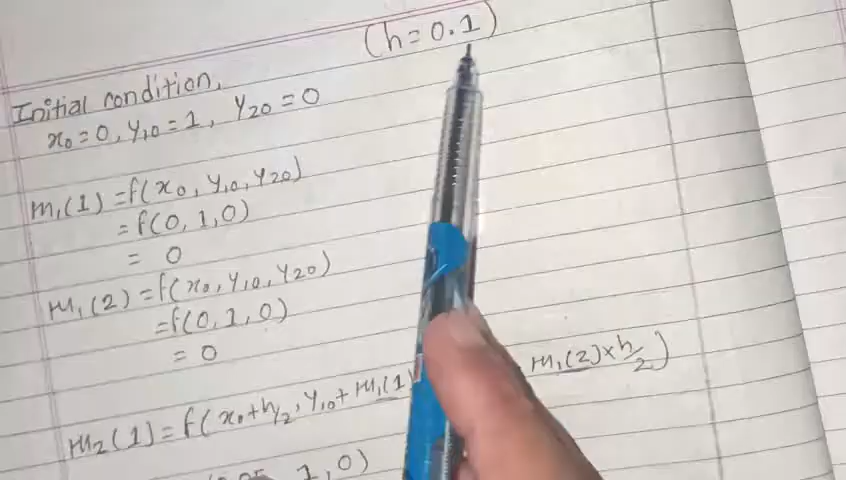 (h=0.1)
Initial condition,
x₀=0, y₁₀=1, y₂₀=0
m₁(1) =f(x₀, y₁₀, y₂₀)
=f(0, 1, 0)
= 0
m₁(2) =f(x₀, y₁₀, y₂₀)
=f(0, 1, 0)
= 0
m₂(1)=f(x₀+h/2, y₁₀+m₁(1) m₁(2)×h/2)
1, 0)